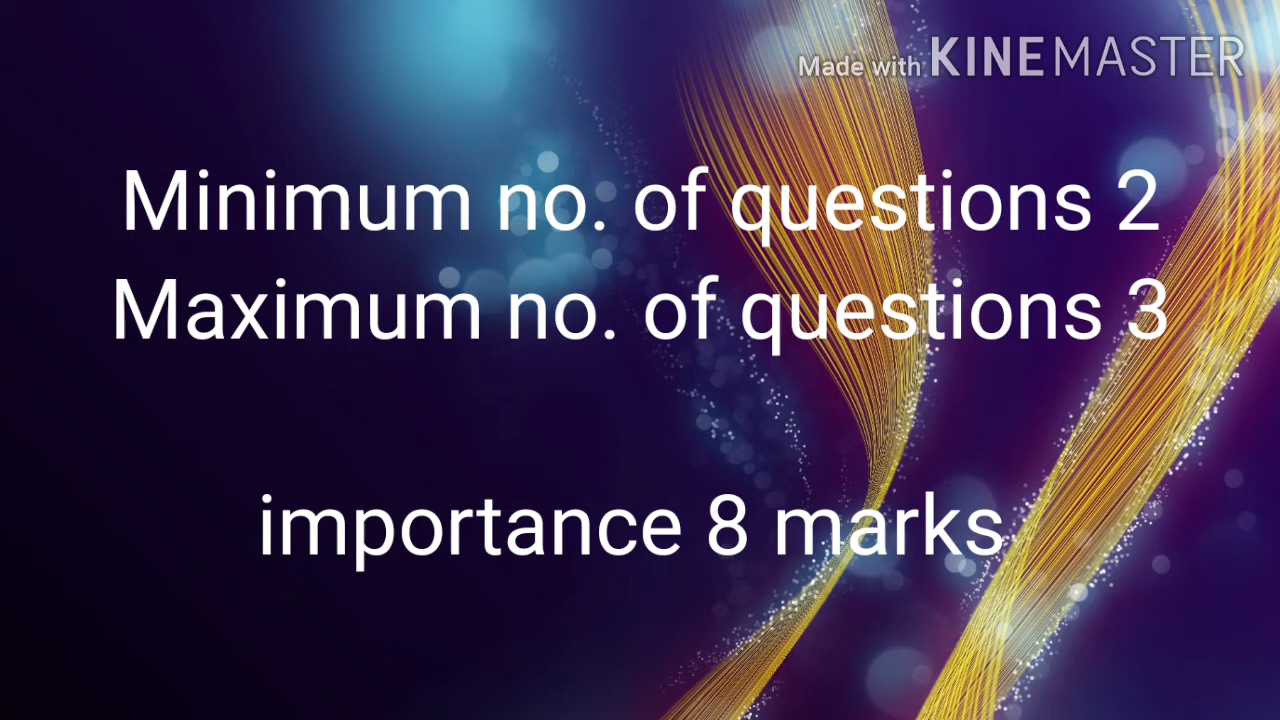 Made with KINEMASTER
Minimum no. of questions 2
Maximum no. of questions 3
importance 8 marks